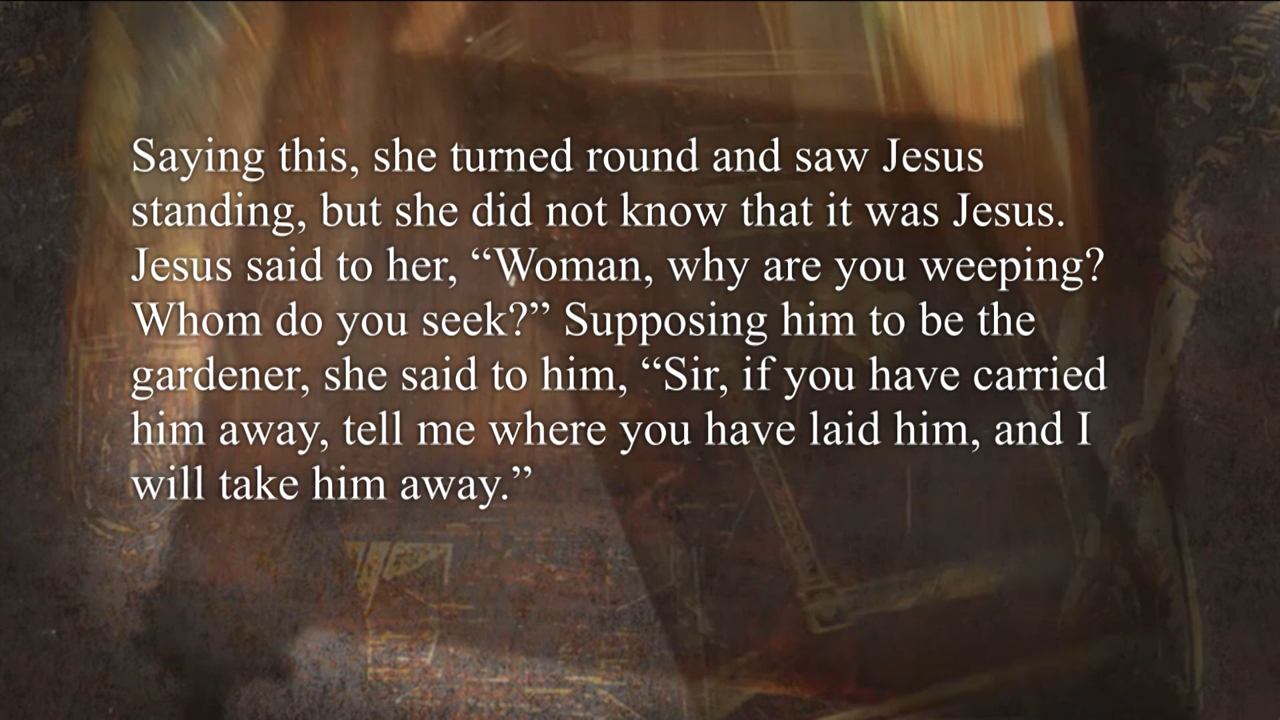 Saying this, she turned round and saw Jesus
standing, but she did not know that it was Jesus.
Jesus said to her, “Woman, why are you weeping?
Whom do you seek?” Supposing him to be the
gardener, she said to him, “Sir, if you have carried
him away, tell me where you have laid him, and I
will take him away.”